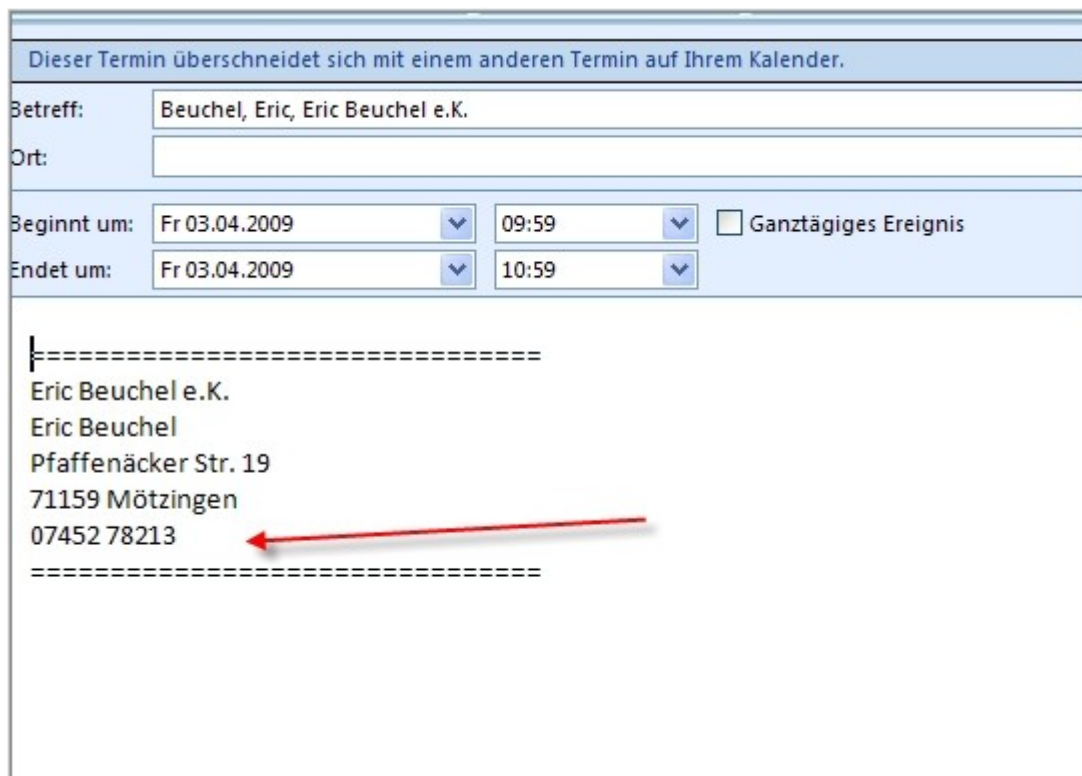 Dieser Termin überschneidet sich mit einem anderen Termin auf Ihrem Kalender.
Betreff: Beuchel, Eric, Eric Beuchel e.K.
Ort:
Beginnt um: Fr 03.04.2009 09:59 Ganztägiges Ereignis
Endet um: Fr 03.04.2009 10:59
================================
Eric Beuchel e.K.
Eric Beuchel
Pfaffenäcker Str. 19
71159 Mötzingen
07452 78213
================================